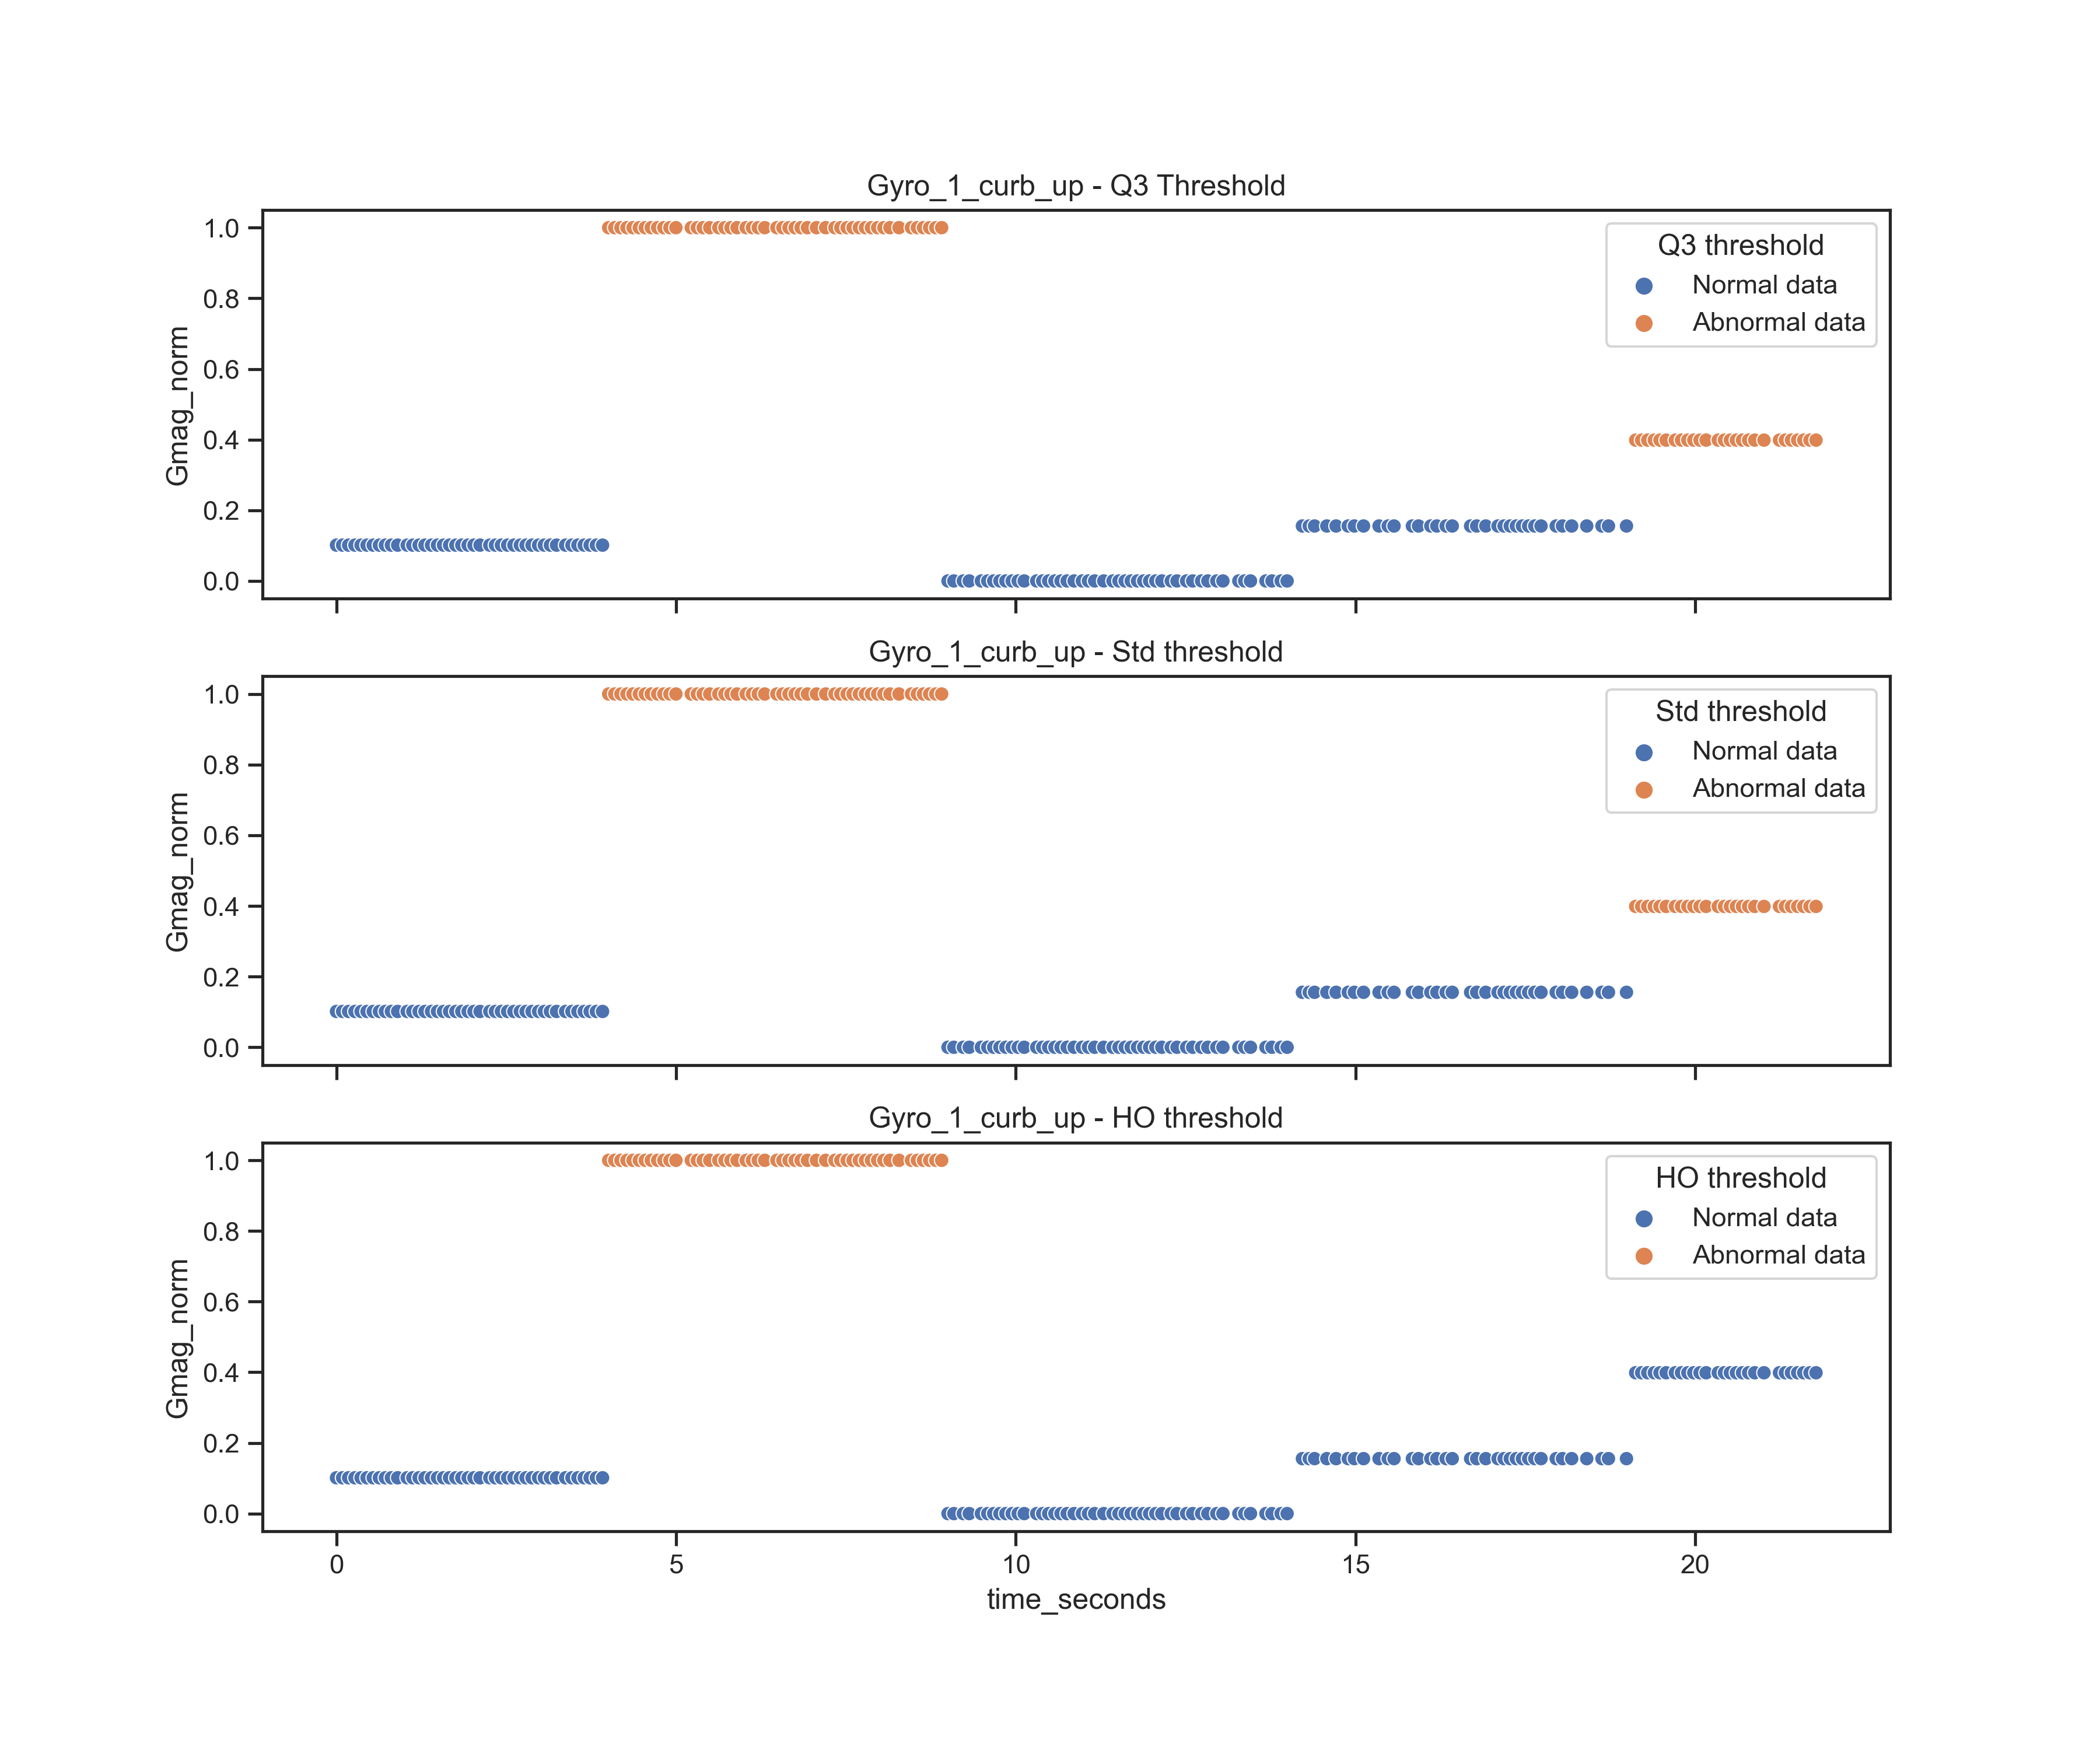 Gyro_1_curb_up - Q3 Threshold
1.0
0.8
0.6
0.4
0.2
0.0
Gmag_norm
Q3 threshold
Normal data
Abnormal data
Gyro_1_curb_up - Std threshold
1.0
0.8
0.6
0.4
0.2
0.0
Gmag_norm
Std threshold
Normal data
Abnormal data
Gyro_1_curb_up - HO threshold
1.0
0.8
0.6
0.4
0.2
0.0
Gmag_norm
HO threshold
Normal data
Abnormal data
0 5 10 15 20
time_seconds